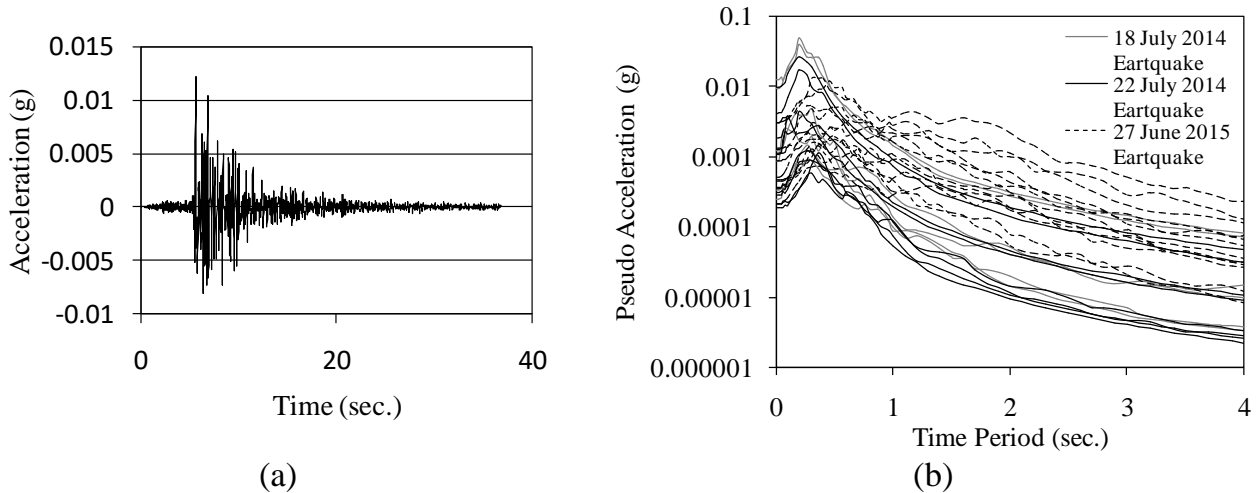 0.015
0.01
0.005
0
-0.005
-0.01
Acceleration (g)
0
20
40
Time (sec.)
(a)
0.1
0.01
0.001
0.0001
0.00001
0.000001
Pseudo Acceleration (g)
18 July 2014
Eartquake
22 July 2014
Eartquake
27 June 2015
Eartquake
0
1
2
3
4
Time Period (sec.)
(b)